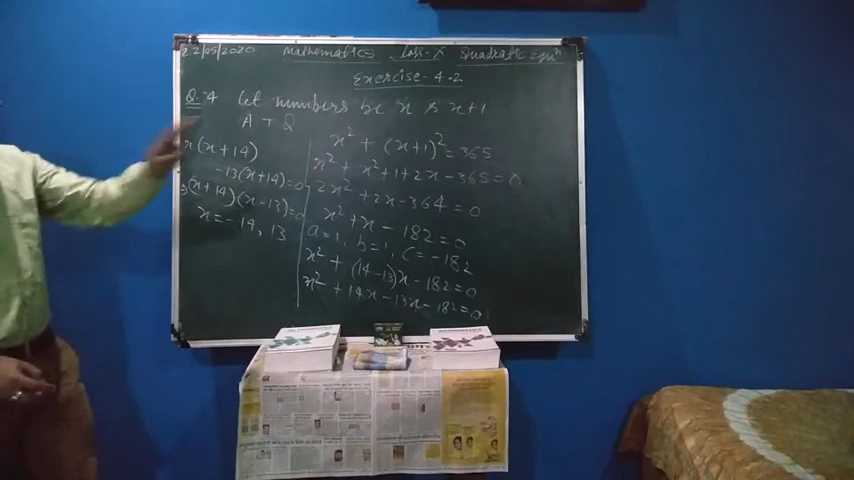 22/05/2020 Mathematics Class-X Quadratic Eqⁿ
Exercise-4.2
Q.-4 Let numbers be x & x+1
A T Q
x² + (x+1)² = 365
x² + x² + 1 + 2x - 365 = 0
2x² + 2x - 364 = 0
x² + x - 182 = 0
a = 1, b = 1, c = -182
x² + (14-13)x - 182 = 0
x² + 14x - 13x - 182 = 0
x(x+14)
-13(x+14) = 0
(x+14)(x-13) = 0
x = -14, 13